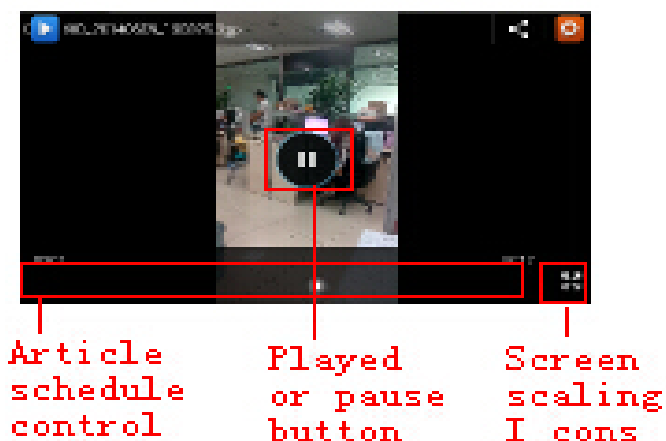 Article
schedule
control
Played
or pause
button
Screen
scaling
I cons